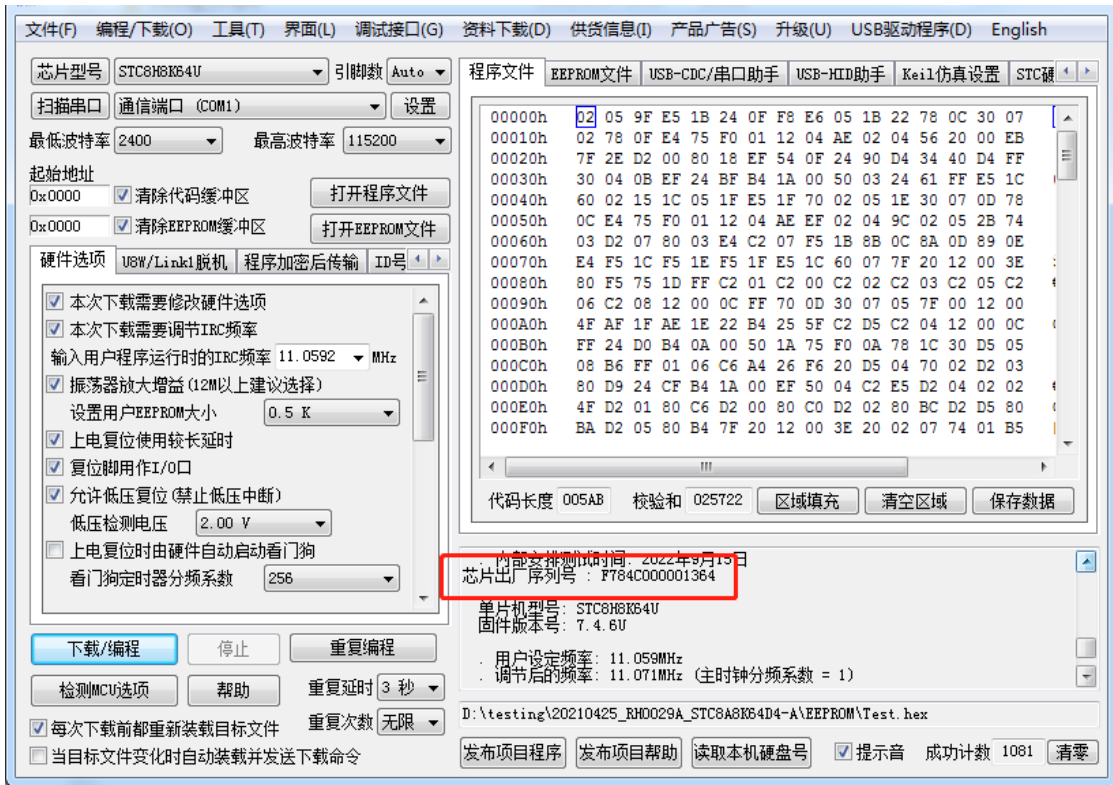 文件(F) 编程/下载(O) 工具(T) 界面(L) 调试接口(G) 资料下载(D) 供货信息(I) 产品广告(S) 升级(U) USB驱动程序(D) English
芯片型号 STC8H8K64U 引脚数 Auto
扫描串口 通信端口 (COM1) 设置
最低波特率 2400 最高波特率 115200
起始地址
0x0000 清除代码缓冲区 打开程序文件
0x0000 清除EEPROM缓冲区 打开EEPROM文件
硬件选项 U8W/Link1脱机 程序加密后传输 ID号
本次下载需要修改硬件选项
本次下载需要调节IRC频率
输入用户程序运行时的IRC频率 11.0592 MHz
振荡器放大增益(12M以上建议选择)
设置用户EEPROM大小 0.5 K
上电复位使用较长延时
复位脚用作I/O口
允许低压复位(禁止低压中断)
低压检测电压 2.00 V
上电复位时由硬件自动启动看门狗
看门狗定时器分频系数 256
下载/编程 停止 重复编程
检测MCU选项 帮助 重复延时 3 秒
每次下载前都重新装载目标文件 重复次数 无限
当目标文件变化时自动装载并发送下载命令
程序文件 EEPROM文件 USB-CDC/串口助手 USB-HID助手 Keil仿真设置 STC硬
00000h 02 05 9F E5 1B 24 0F F8 E6 05 1B 22 78 0C 30 07
00010h 02 78 0F E4 75 F0 01 12 04 AE 02 04 56 20 00 EB
00020h 7F 2E D2 00 80 18 EF 54 0F 24 90 D4 34 40 D4 FF
00030h 30 04 0B EF 24 BF B4 1A 00 50 03 24 61 FF E5 1C
00040h 60 02 15 1C 05 1F E5 1F 70 02 05 1E 30 07 0D 78
00050h 0C E4 75 F0 01 12 04 AE EF 02 04 9C 02 05 2B 74
00060h 03 D2 07 80 03 E4 C2 07 F5 1B 8B 0C 8A 0D 89 0E
00070h E4 F5 1C F5 1E F5 1F E5 1C 60 07 7F 20 12 00 3E
00080h 80 F5 75 1D FF C2 01 C2 00 C2 02 C2 03 C2 05 C2
00090h 06 C2 08 12 00 0C FF 70 0D 30 07 05 7F 00 12 00
000A0h 4F AF 1F AE 1E 22 B4 25 5F C2 D5 C2 04 12 00 0C
000B0h FF 24 D0 B4 0A 00 50 1A 75 F0 0A 78 1C 30 D5 05
000C0h 08 B6 FF 01 06 C6 A4 26 F6 20 D5 04 70 02 D2 03
000D0h 80 D9 24 CF B4 1A 00 EF 50 04 C2 E5 D2 04 02 02
000E0h 4F D2 01 80 C6 D2 00 80 C0 D2 02 80 BC D2 D5 80
000F0h BA D2 05 80 B4 7F 20 12 00 3E 20 02 07 74 01 B5
代码长度 005AB 校验和 025722 区域填充 清空区域 保存数据
. 内部安排测试时间: 2022年9月15日
芯片出厂序列号 : F784C000001364
单片机型号: STC8H8K64U
固件版本号: 7.4.6U
. 用户设定频率: 11.059MHz
. 调节后的频率: 11.071MHz (主时钟分频系数 = 1)
D:\testing\20210425_RH0029A_STC8A8K64D4-A\EEPROM\Test.hex
发布项目程序 发布项目帮助 读取本机硬盘号 提示音 成功计数 1081 清零